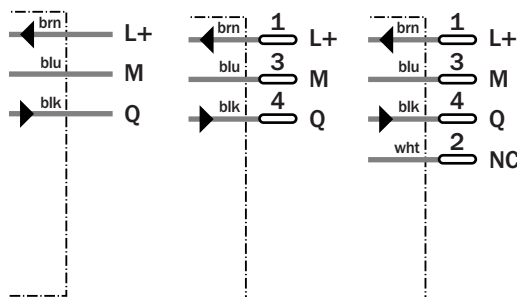 brn L+
blu M
blk Q
brn 1 L+
blu 3 M
blk 4 Q
brn 1 L+
blu 3 M
blk 4 Q
wht 2 NC